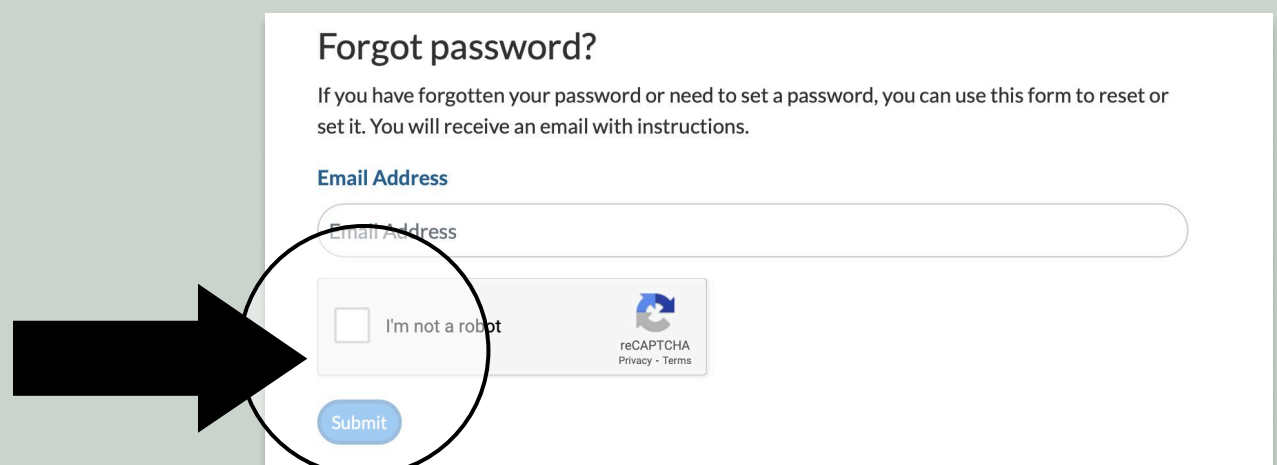 Forgot password?
If you have forgotten your password or need to set a password, you can use this form to reset or
set it. You will receive an email with instructions.
Email Address
Email Address
I'm not a robot
reCAPTCHA
Privacy - Terms
Submit